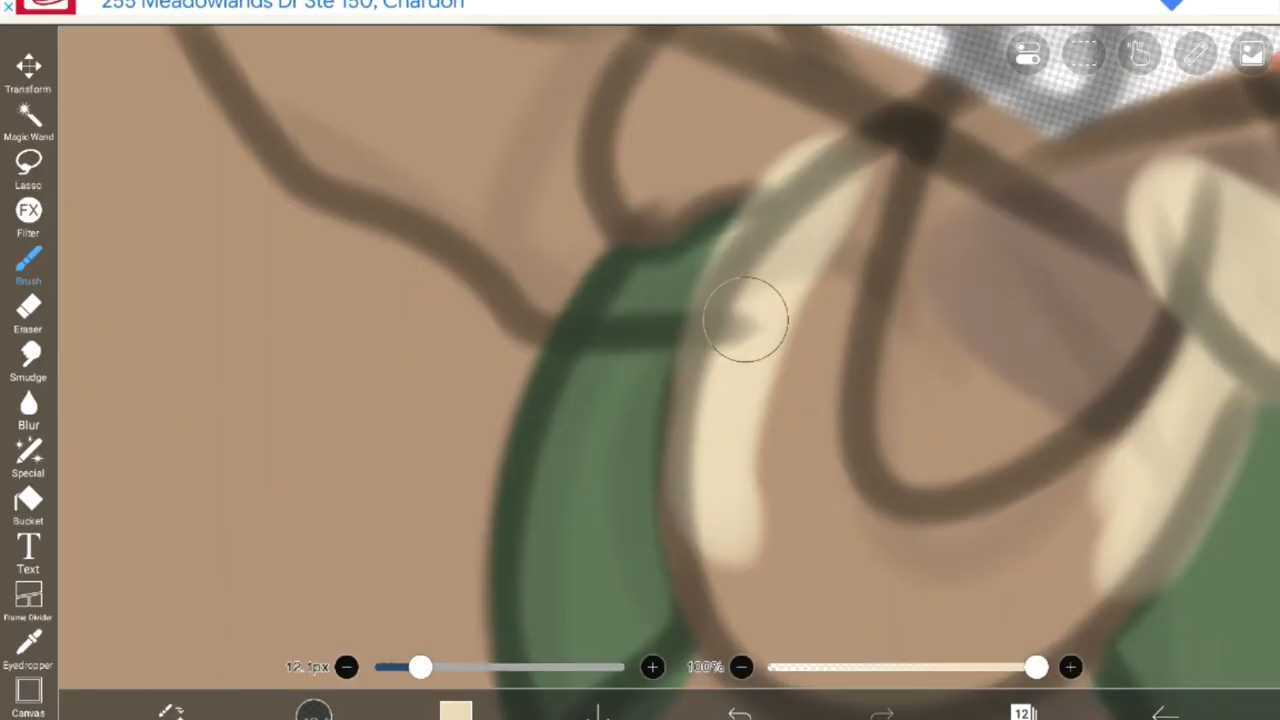 255 Meadowlands Dr Ste 150, Chardon
Transform
Magic Wand
Lasso
FX
Filter
Brush
Eraser
Smudge
Blur
Special
Bucket
T
Text
Frame Divider
Eyedropper
Canvas
12.1px
100%
12